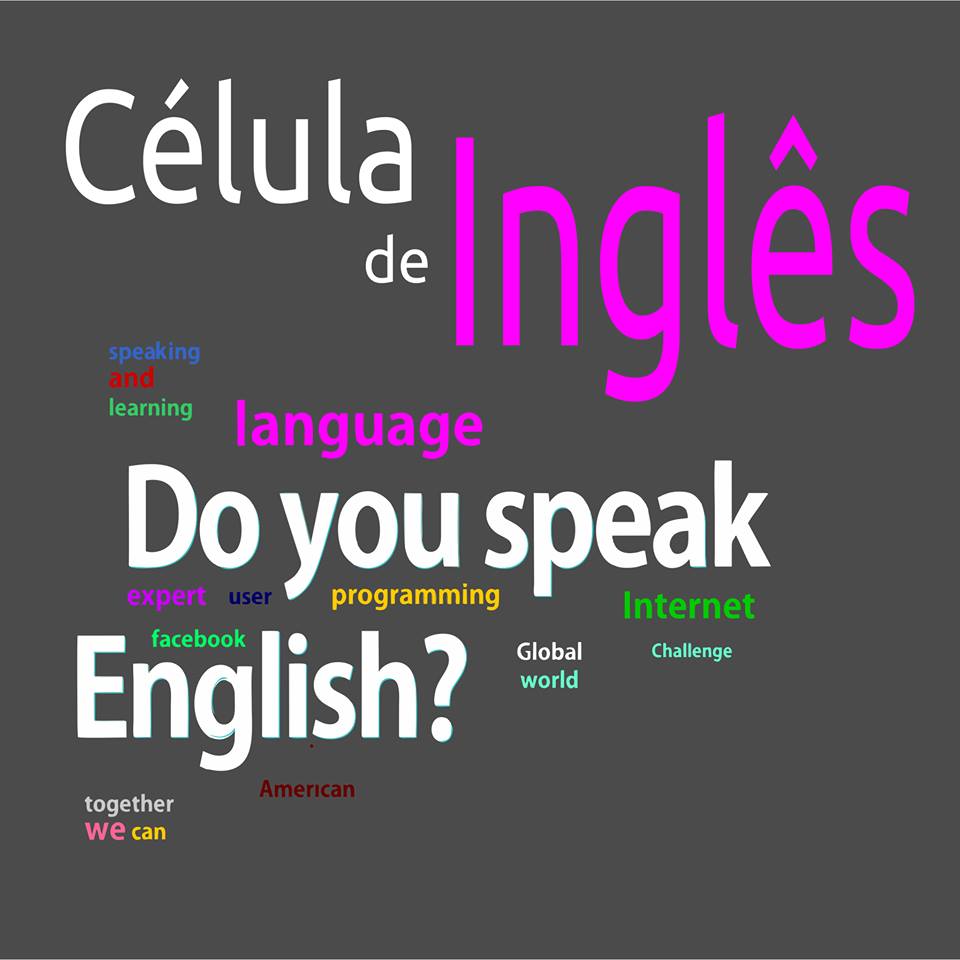 Célula
de Inglês
speaking
and
learning
language
Do you speak
expert user programming Internet
facebook
English?
Global
world
Challenge
American
together
we can